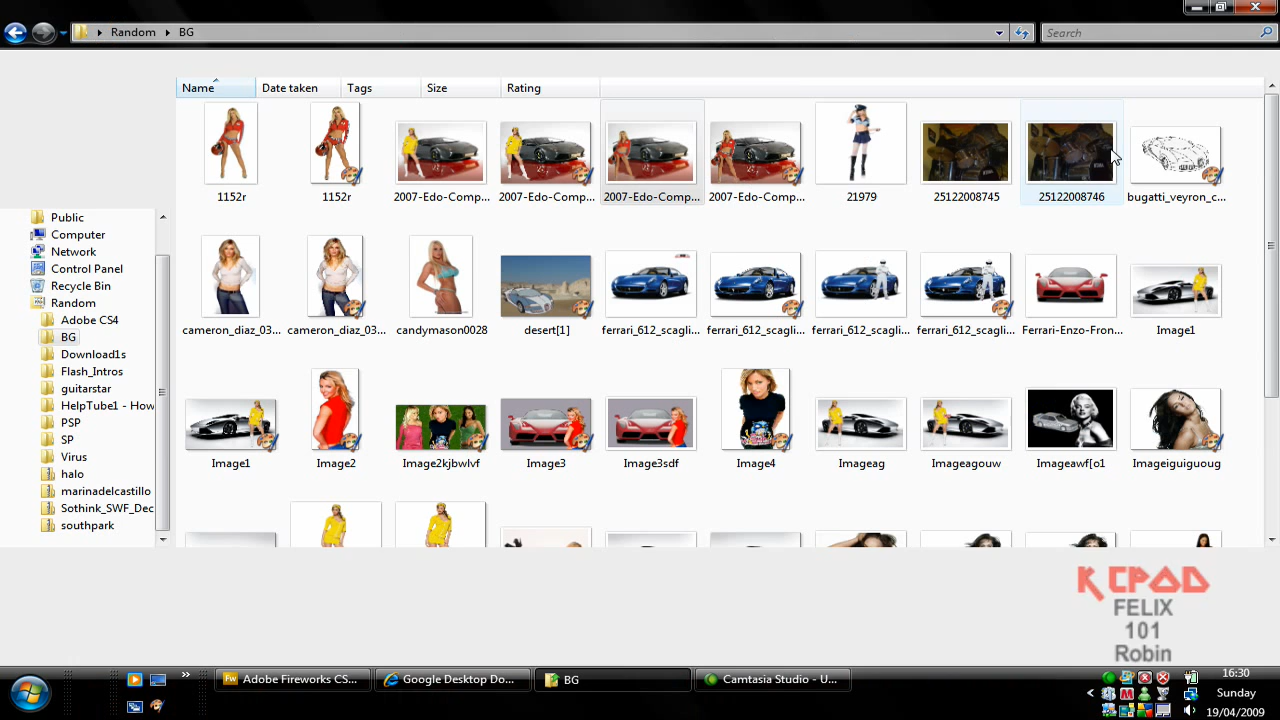 Random BG
Search
Name Date taken Tags Size Rating
1152r 1152r 2007-Edo-Comp... 2007-Edo-Comp... 2007-Edo-Comp... 2007-Edo-Comp... 21979 25122008745 25122008746 bugatti_veyron_c...
Public
Computer
Network
Control Panel
Recycle Bin
Random
Adobe CS4
BG
Download1s
Flash_Intros
guitarstar
HelpTube1 - How
PSP
SP
Virus
halo
marinadelcastillo
Sothink_SWF_Dec
southpark
cameron_diaz_03... cameron_diaz_03... candymason0028 desert[1] ferrari_612_scagli... ferrari_612_scagli... ferrari_612_scagli... ferrari_612_scagli... Ferrari-Enzo-Fron... Image1
Image1 Image2 Image2kjbwlvf Image3 Image3sdf Image4 Imageag Imageagouw Imageawf[o1 Imageiguiguoug
KCPOD
FELIX
101
Robin
Adobe Fireworks CS... Google Desktop Do... BG Camtasia Studio - U...
16:30
Sunday
19/04/2009